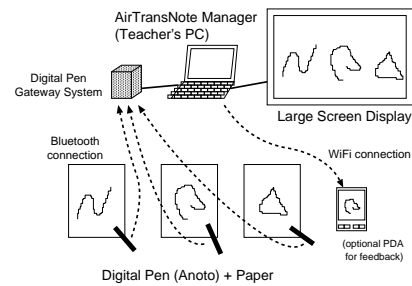 AirTransNote Manager
(Teacher's PC)
Digital Pen
Gateway System
Large Screen Display
Bluetooth
connection
WiFi connection
(optional PDA
for feedback)
Digital Pen (Anoto) + Paper